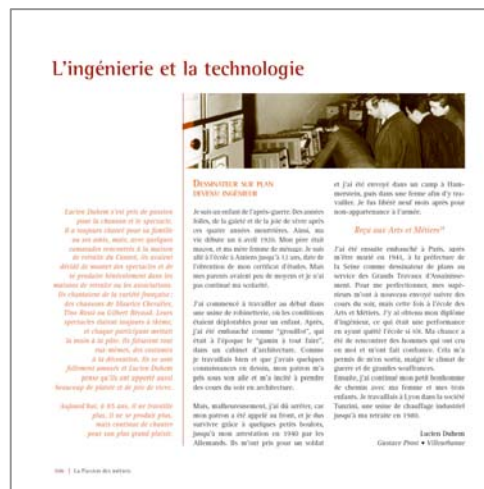 L'ingénierie et la technologie
Lucien Duhem s'est pris de passion
pour la chanson et le spectacle.
Il a toujours chanté pour sa famille
ou ses amis, mais, avec quelques
camarades rencontrés à la maison
de retraite du Clairet, ils avaient
décidé de monter des spectacles et de
se produire bénévolement dans les
maisons de retraite ou les associations.
Ils chantaient de la variété française :
des chansons de Maurice Chevalier,
Tino Rossi ou Gilbert Bécaud. Leurs
spectacles étaient toujours à thème,
et chaque participant mettait
la main à la pâte. Ils faisaient tout
eux mêmes, des costumes
à la décoration. Ils se sont
follement amusés et Lucien Duhem
pense qu'ils ont apporté aussi
beaucoup de plaisir et de joie de vivre.
Aujourd'hui, à 85 ans, il ne travaille
plus, il ne se produit plus,
mais continue de chanter
pour son plus grand plaisir.
DESSINATEUR SUR PLAN
DEVENU INGÉNIEUR
Je suis un enfant de l'après-guerre. Des années
folles, de la gaieté et de la joie de vivre après
ces quatre années meurtrières. Ainsi, ma
vie débute un 6 avril 1920. Mon père était
maçon, et ma mère femme de ménage. Je suis
allé à l'école à Amiens jusqu'à 12 ans, date de
l'obtention de mon certificat d'études. Mais
mes parents avaient peu de moyens et je n'ai
pas continué ma scolarité.
J'ai commencé à travailler au début dans
une usine de robinetterie, où les conditions
étaient déplorables pour un enfant. Après,
j'ai été embauché comme "grouillot", qui
était à l'époque le "gamin à tout faire",
dans un cabinet d'architecture. Comme
je travaillais bien et que j'avais quelques
connaissances en dessin, mon patron m'a
pris sous son aile et m'a incité à prendre
des cours du soir en architecture.
Mais, malheureusement, j'ai dû arrêter, car
mon patron a été appelé au front, et je dus
survivre grâce à quelques petits boulots,
jusqu'à mon arrestation en 1940 par les
Allemands. Ils m'ont pris pour un soldat
et j'ai été envoyé dans un camp à Ham-
merstein, puis dans une ferme afin d'y tra-
vailler. Je fus libéré neuf mois après pour
non-appartenance à l'armée.
Reçu aux Arts et Métiers
J'ai été ensuite embauché à Paris, après
m'être marié en 1941, à la préfecture de
la Seine comme dessinateur de plans au
service des Grands Travaux d'Assainisse-
ment. Pour me perfectionner, mes supé-
rieurs m'ont à nouveau envoyé suivre des
cours du soir, mais cette fois à l'école des
Arts et Métiers. J'y ai obtenu mon diplôme
d'ingénieur, ce qui était une performance
en ayant quitté l'école si tôt. Ma chance a
été de rencontrer des hommes qui ont cru
en moi et m'ont fait confiance. Cela m'a
permis de m'en sortir, malgré le climat de
guerre et de grandes souffrances.
Ensuite, j'ai continué mon petit bonhomme
de chemin avec ma femme et mes trois
enfants. Je travaillais à Lyon dans la société
Tunzini, une usine de chauffage industriel
jusqu'à ma retraite en 1980.
Lucien Duhem
Gustave Prost • Villeurbanne
| La Passion des métiers